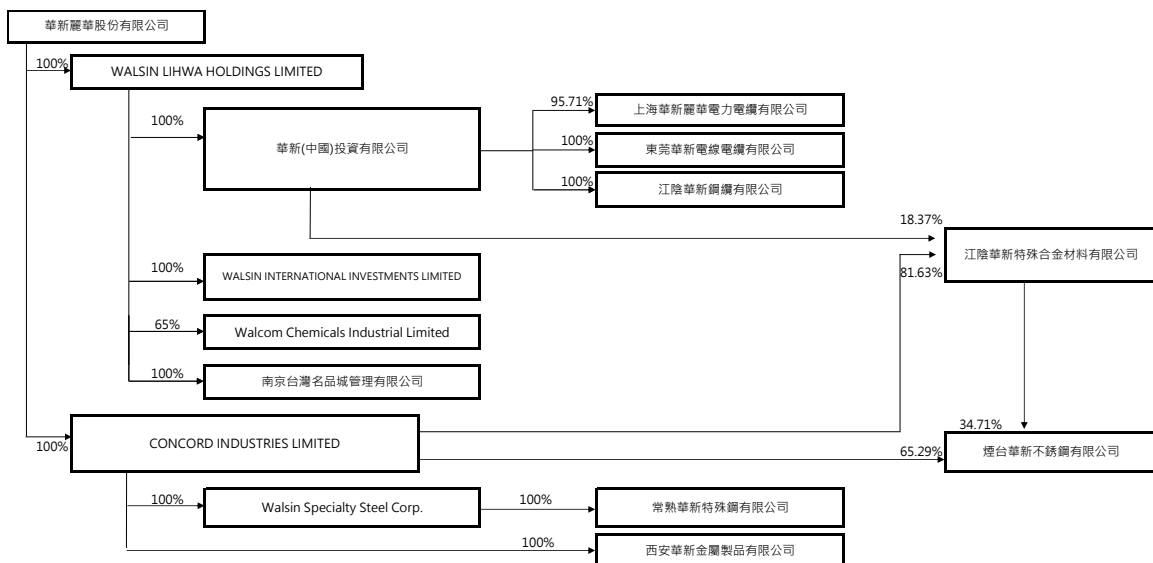 華新麗華股份有限公司
100%
WALSIN LIHWA HOLDINGS LIMITED
100%
華新(中國)投資有限公司
95.71%
上海華新麗華電力電纜有限公司
100%
東莞華新電線電纜有限公司
100%
江陰華新鋼纜有限公司
18.37%
江陰華新特殊合金材料有限公司
81.63%
100%
WALSIN INTERNATIONAL INVESTMENTS LIMITED
65%
Walcom Chemicals Industrial Limited
100%
南京台灣名品城管理有限公司
100%
CONCORD INDUSTRIES LIMITED
34.71%
65.29%
煙台華新不銹鋼有限公司
100%
Walsin Specialty Steel Corp.
100%
常熟華新特殊鋼有限公司
100%
西安華新金屬製品有限公司